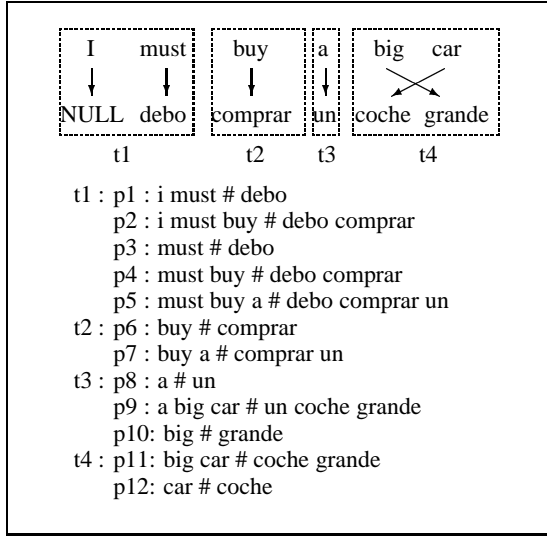 I must buy a big car
NULL debo comprar un coche grande
t1 t2 t3 t4
t1 : p1 : i must # debo
p2 : i must buy # debo comprar
p3 : must # debo
p4 : must buy # debo comprar
p5 : must buy a # debo comprar un
t2 : p6 : buy # comprar
p7 : buy a # comprar un
t3 : p8 : a # un
p9 : a big car # un coche grande
p10: big # grande
t4 : p11: big car # coche grande
p12: car # coche